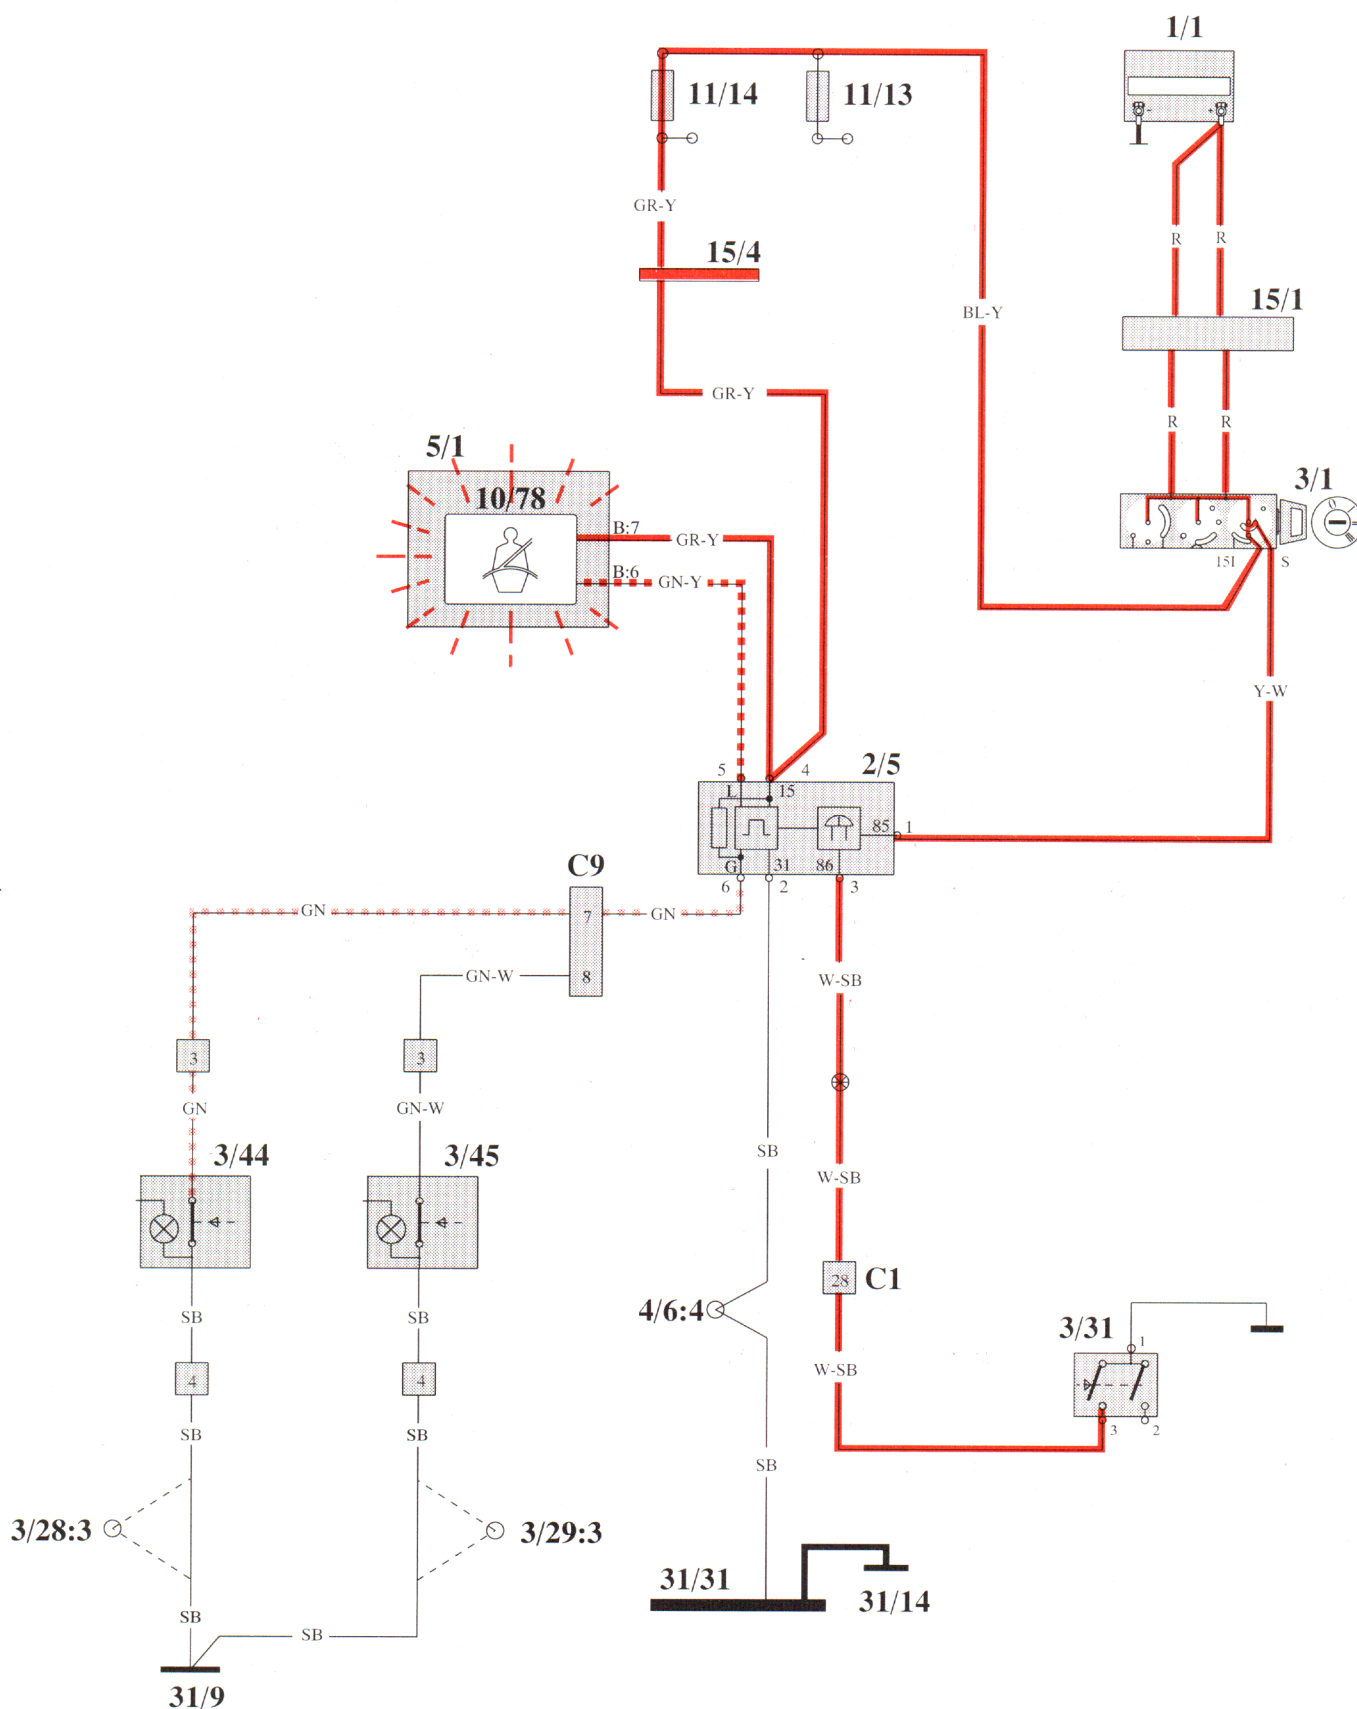 1/1
11/14
11/13
-
+
GR-Y
R
R
15/4
15/1
BL-Y
GR-Y
R
R
5/1
3/1
10/78
0
I
B:7
GR-Y
15I
S
B:6
GN-Y
Y-W
2/5
5
4
L
15
85
1
G
31
86
6
2
3
C9
GN
7
GN
GN-W
8
W-SB
3
3
GN
GN-W
3/44
3/45
SB
W-SB
28
C1
SB
SB
4/6:4
3/31
1
W-SB
4
4
3
2
SB
SB
SB
3/28:3
3/29:3
31/31
31/14
SB
SB
31/9